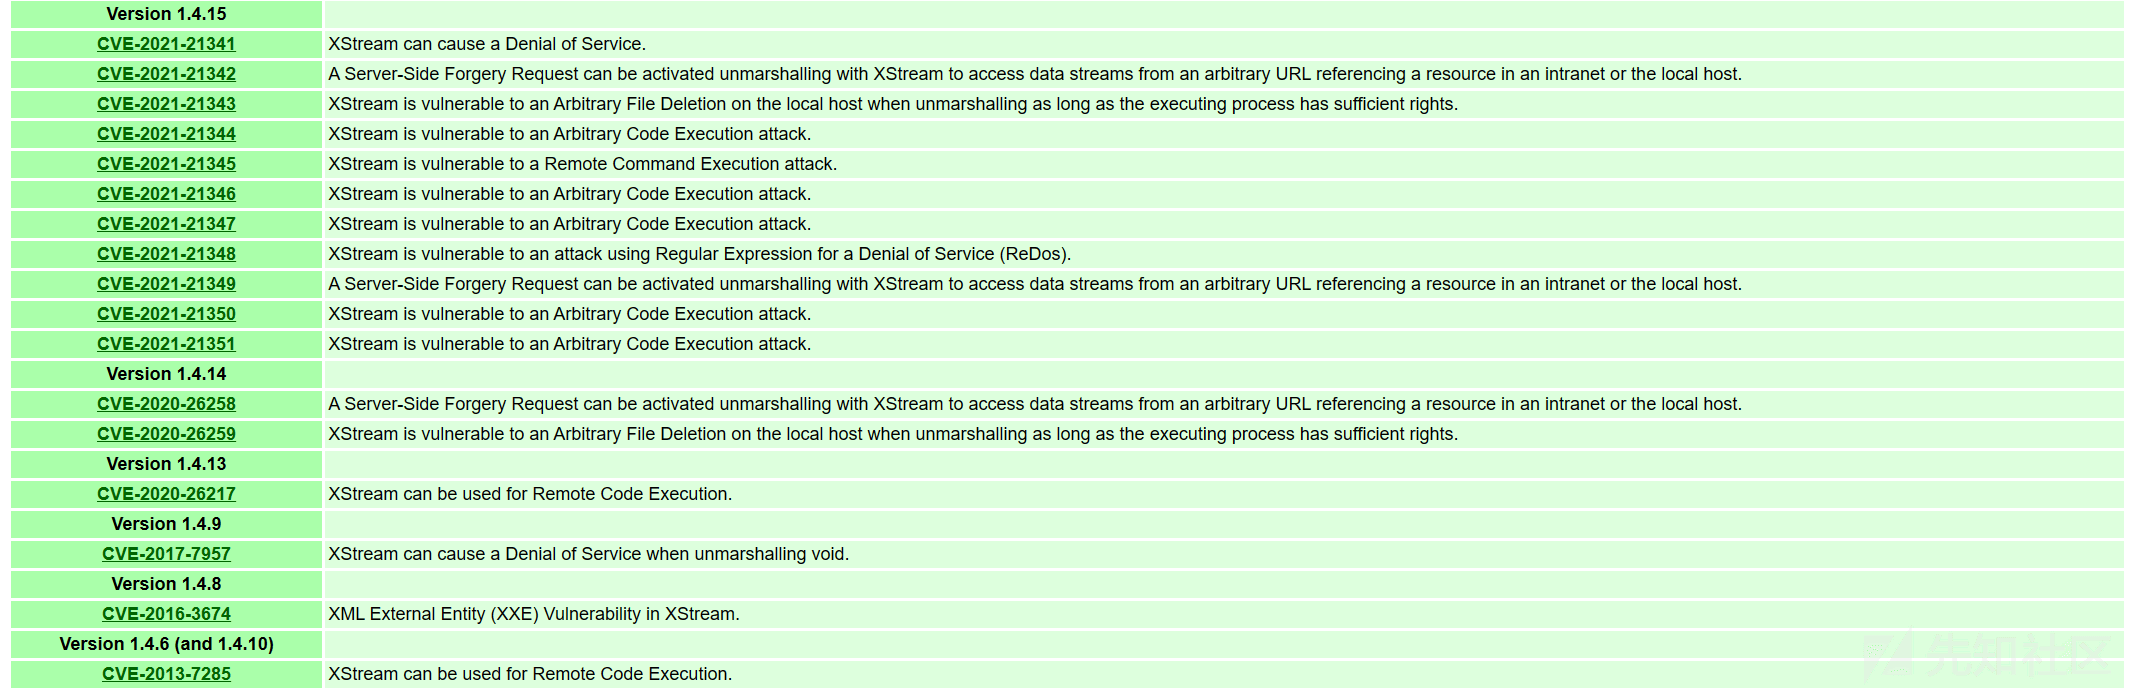 Version 1.4.15
CVE-2021-21341 XStream can cause a Denial of Service.
CVE-2021-21342 A Server-Side Forgery Request can be activated unmarshalling with XStream to access data streams from an arbitrary URL referencing a resource in an intranet or the local host.
CVE-2021-21343 XStream is vulnerable to an Arbitrary File Deletion on the local host when unmarshalling as long as the executing process has sufficient rights.
CVE-2021-21344 XStream is vulnerable to an Arbitrary Code Execution attack.
CVE-2021-21345 XStream is vulnerable to a Remote Command Execution attack.
CVE-2021-21346 XStream is vulnerable to an Arbitrary Code Execution attack.
CVE-2021-21347 XStream is vulnerable to an Arbitrary Code Execution attack.
CVE-2021-21348 XStream is vulnerable to an attack using Regular Expression for a Denial of Service (ReDos).
CVE-2021-21349 A Server-Side Forgery Request can be activated unmarshalling with XStream to access data streams from an arbitrary URL referencing a resource in an intranet or the local host.
CVE-2021-21350 XStream is vulnerable to an Arbitrary Code Execution attack.
CVE-2021-21351 XStream is vulnerable to an Arbitrary Code Execution attack.
Version 1.4.14
CVE-2020-26258 A Server-Side Forgery Request can be activated unmarshalling with XStream to access data streams from an arbitrary URL referencing a resource in an intranet or the local host.
CVE-2020-26259 XStream is vulnerable to an Arbitrary File Deletion on the local host when unmarshalling as long as the executing process has sufficient rights.
Version 1.4.13
CVE-2020-26217 XStream can be used for Remote Code Execution.
Version 1.4.9
CVE-2017-7957 XStream can cause a Denial of Service when unmarshalling void.
Version 1.4.8
CVE-2016-3674 XML External Entity (XXE) Vulnerability in XStream.
Version 1.4.6 (and 1.4.10)
先知社区
CVE-2013-7285 XStream can be used for Remote Code Execution.